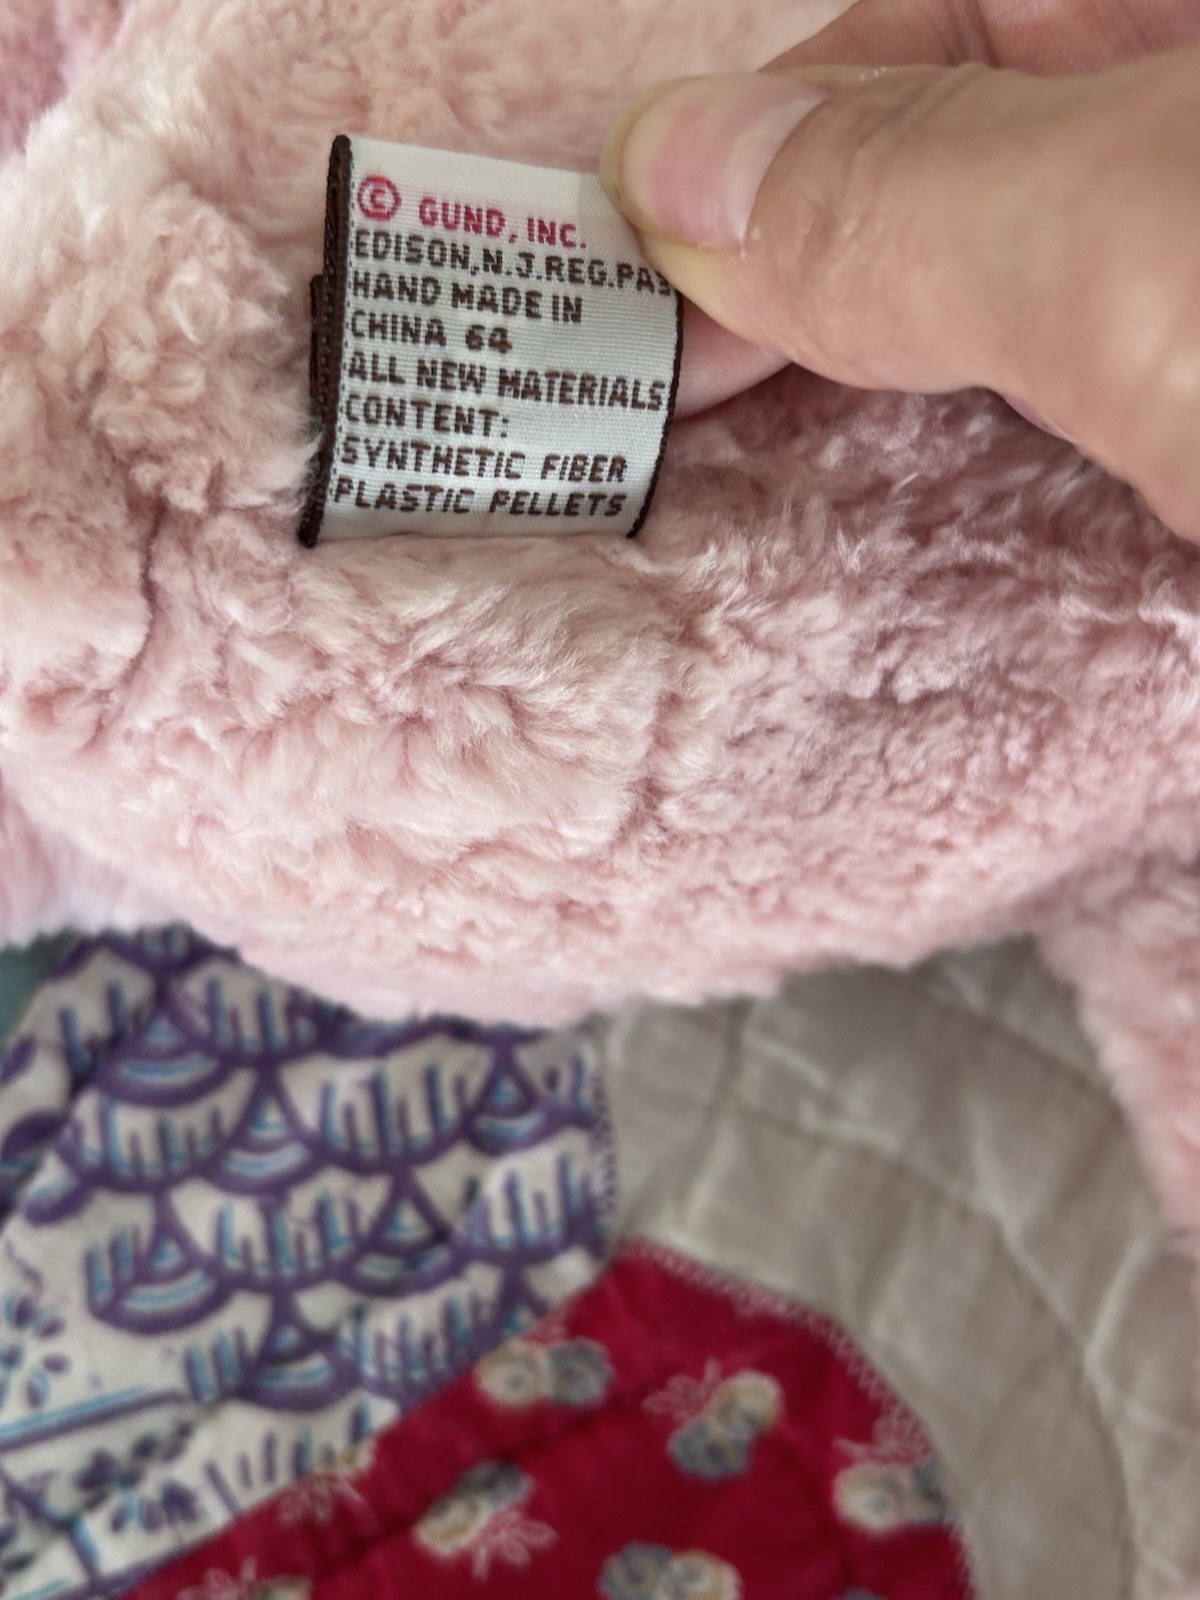 © GUND, INC.
EDISON, N.J. REG. PA
HAND MADE IN
CHINA 64
ALL NEW MATERIALS
CONTENT:
SYNTHETIC FIBER
PLASTIC PELLETS